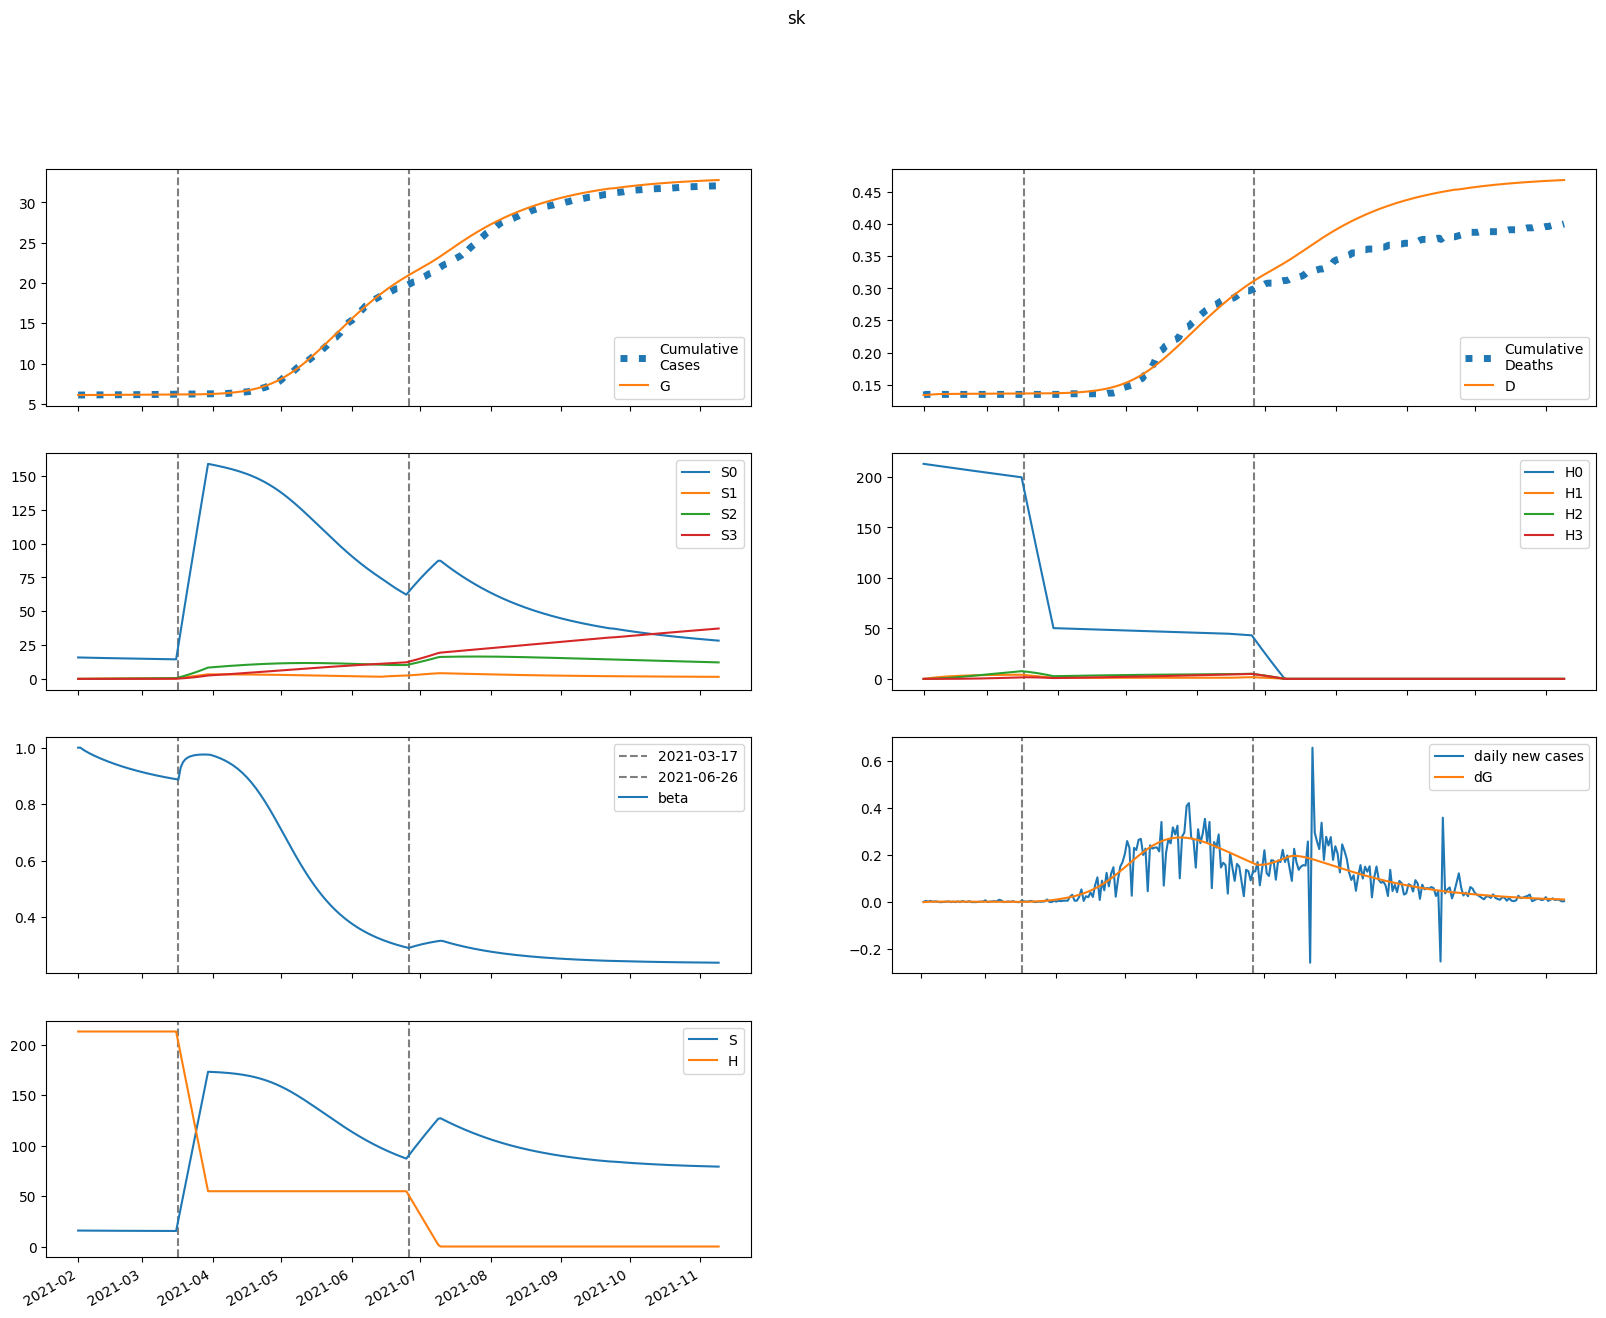 sk
30
25
20
15
10
5
Cumulative
Cases
G
0.45
0.40
0.35
0.30
0.25
0.20
0.15
Cumulative
Deaths
D
150
125
100
75
50
25
0
S0
S1
S2
S3
200
150
100
50
0
H0
H1
H2
H3
1.0
0.8
0.6
0.4
2021-03-17
2021-06-26
beta
0.6
0.4
0.2
0.0
−0.2
daily new cases
dG
200
150
100
50
0
S
H
2021-02
2021-03
2021-04
2021-05
2021-06
2021-07
2021-08
2021-09
2021-10
2021-11